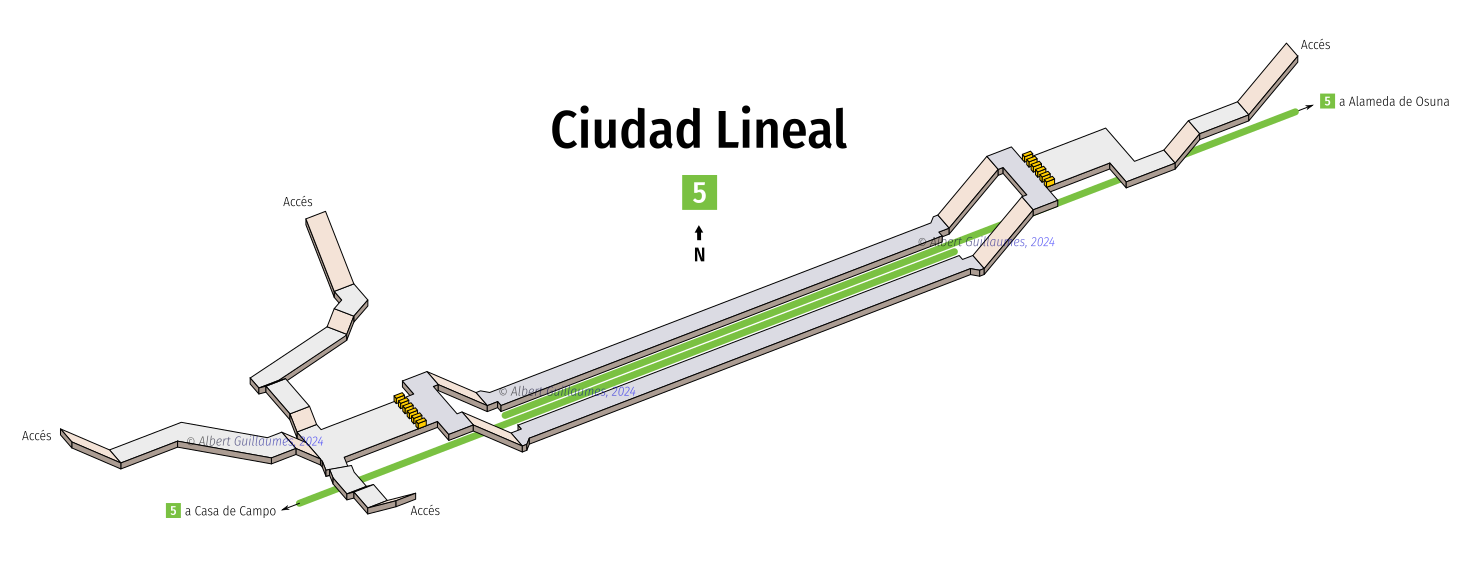 Accés
5 a Alameda de Osuna
Ciudad Lineal
5
N
Accés
© Albert Guillaumes, 2024
© Albert Guillaumes, 2024
Accés
© Albert Guillaumes, 2024
5 a Casa de Campo
Accés